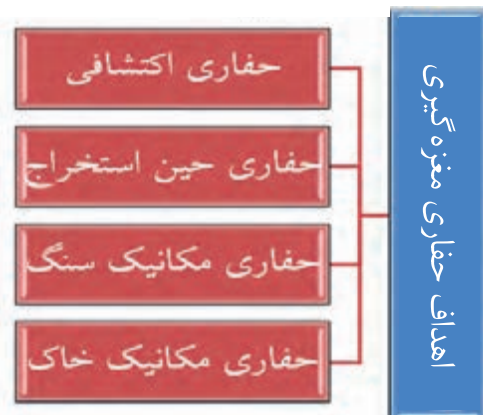 اهداف حفاری مغزه گیری
حفاری اکتشافی
حفاری حین استخراج
حفاری مکانیک سنگ
حفاری مکانیک خاک